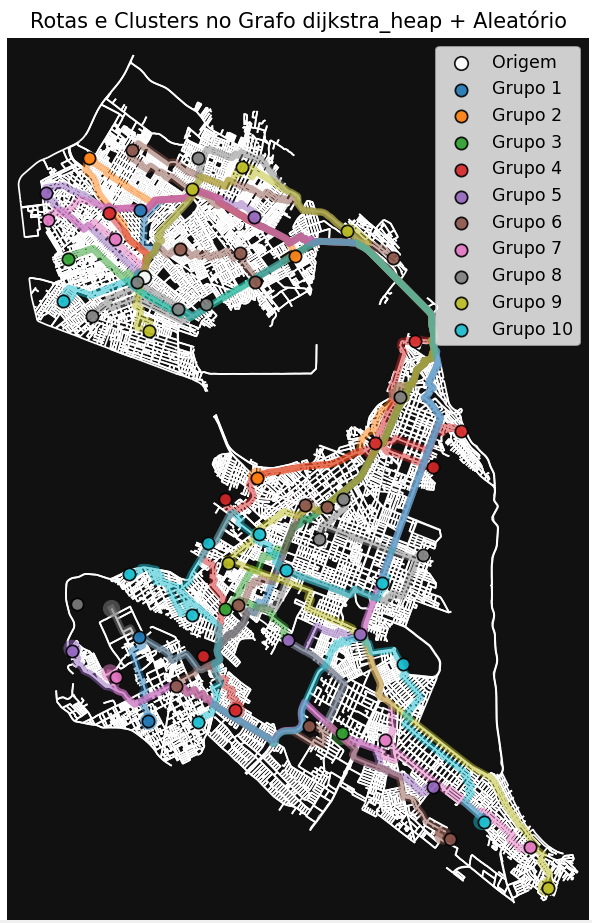 Rotas e Clusters no Grafo dijkstra_heap + Aleatório
Origem
Grupo 1
Grupo 2
Grupo 3
Grupo 4
Grupo 5
Grupo 6
Grupo 7
Grupo 8
Grupo 9
Grupo 10